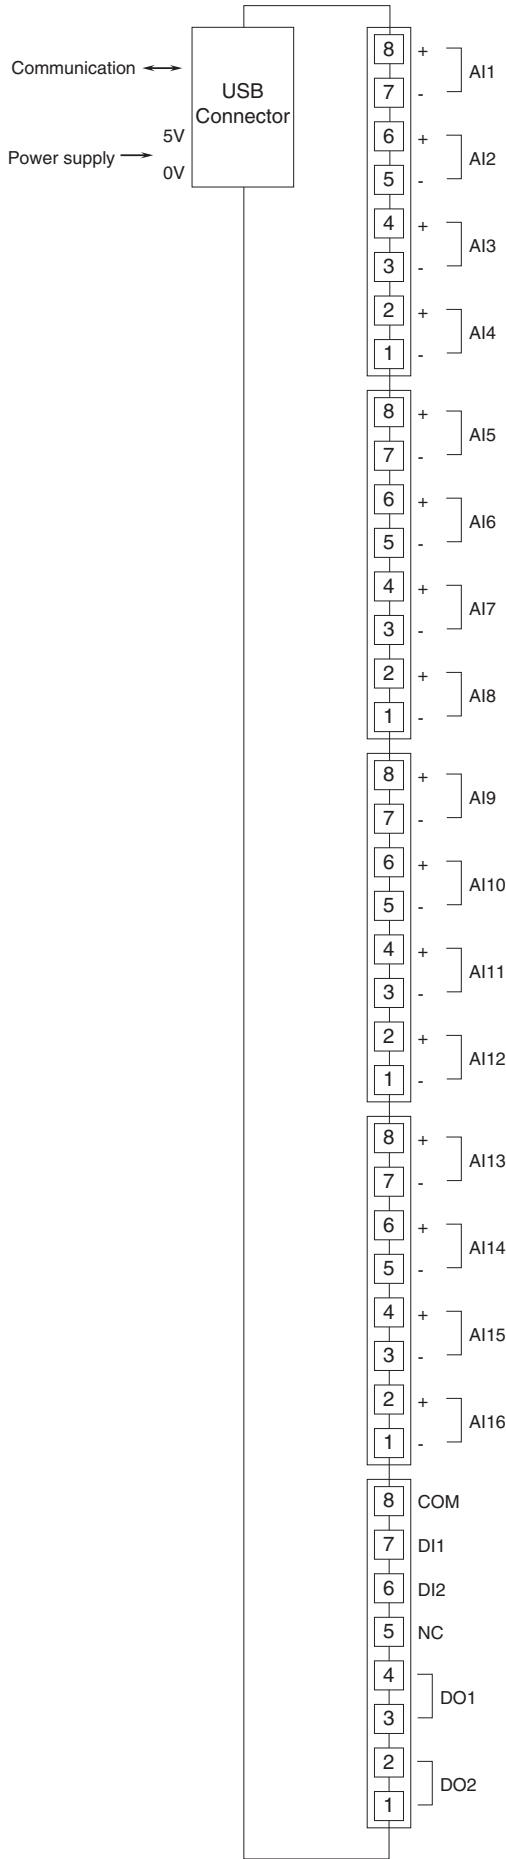 Communication
USB
Connector
5V
Power supply
0V
8 +
AI1
7 -
6 +
AI2
5 -
4 +
AI3
3 -
2 +
AI4
1 -
8 +
AI5
7 -
6 +
AI6
5 -
4 +
AI7
3 -
2 +
AI8
1 -
8 +
AI9
7 -
6 +
AI10
5 -
4 +
AI11
3 -
2 +
AI12
1 -
8 +
AI13
7 -
6 +
AI14
5 -
4 +
AI15
3 -
2 +
AI16
1 -
8 COM
7 DI1
6 DI2
5 NC
4
DO1
3
2
DO2
1